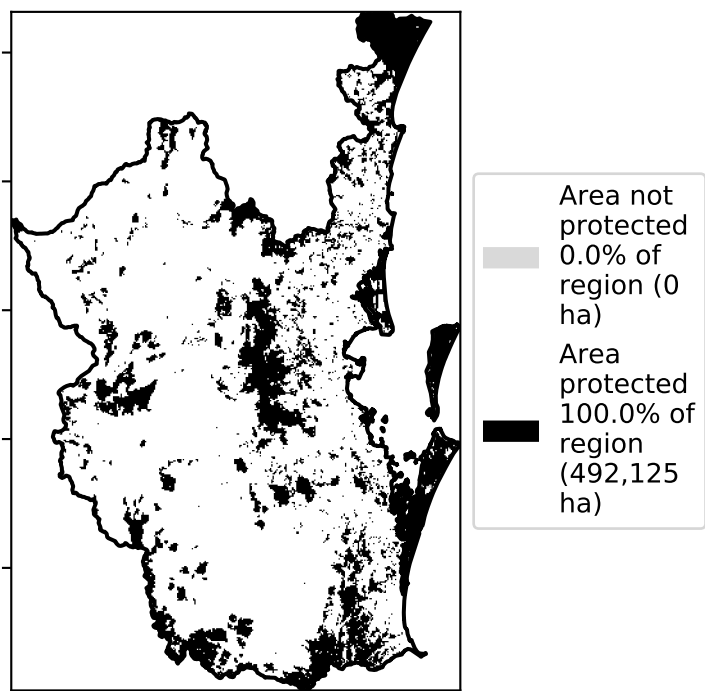 Area not
protected
0.0% of
region (0
ha)
Area
protected
100.0% of
region
(492,125
ha)